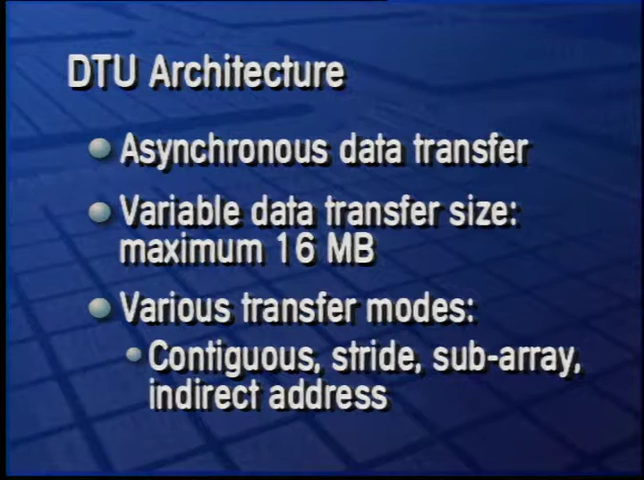 DTU Architecture
Asynchronous data transfer
Variable data transfer size:
maximum 16 MB
Various transfer modes:
Contiguous, stride, sub-array,
indirect address